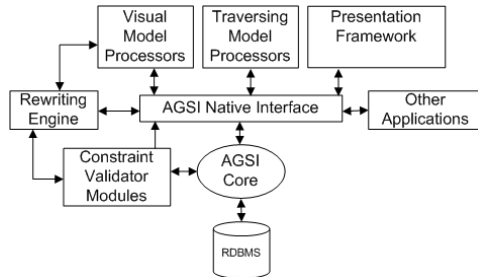 Visual
Model
Processors
Traversing
Model
Processors
Presentation
Framework
Rewriting
Engine
AGSI Native Interface
Other
Applications
Constraint
Validator
Modules
AGSI
Core
RDBMS